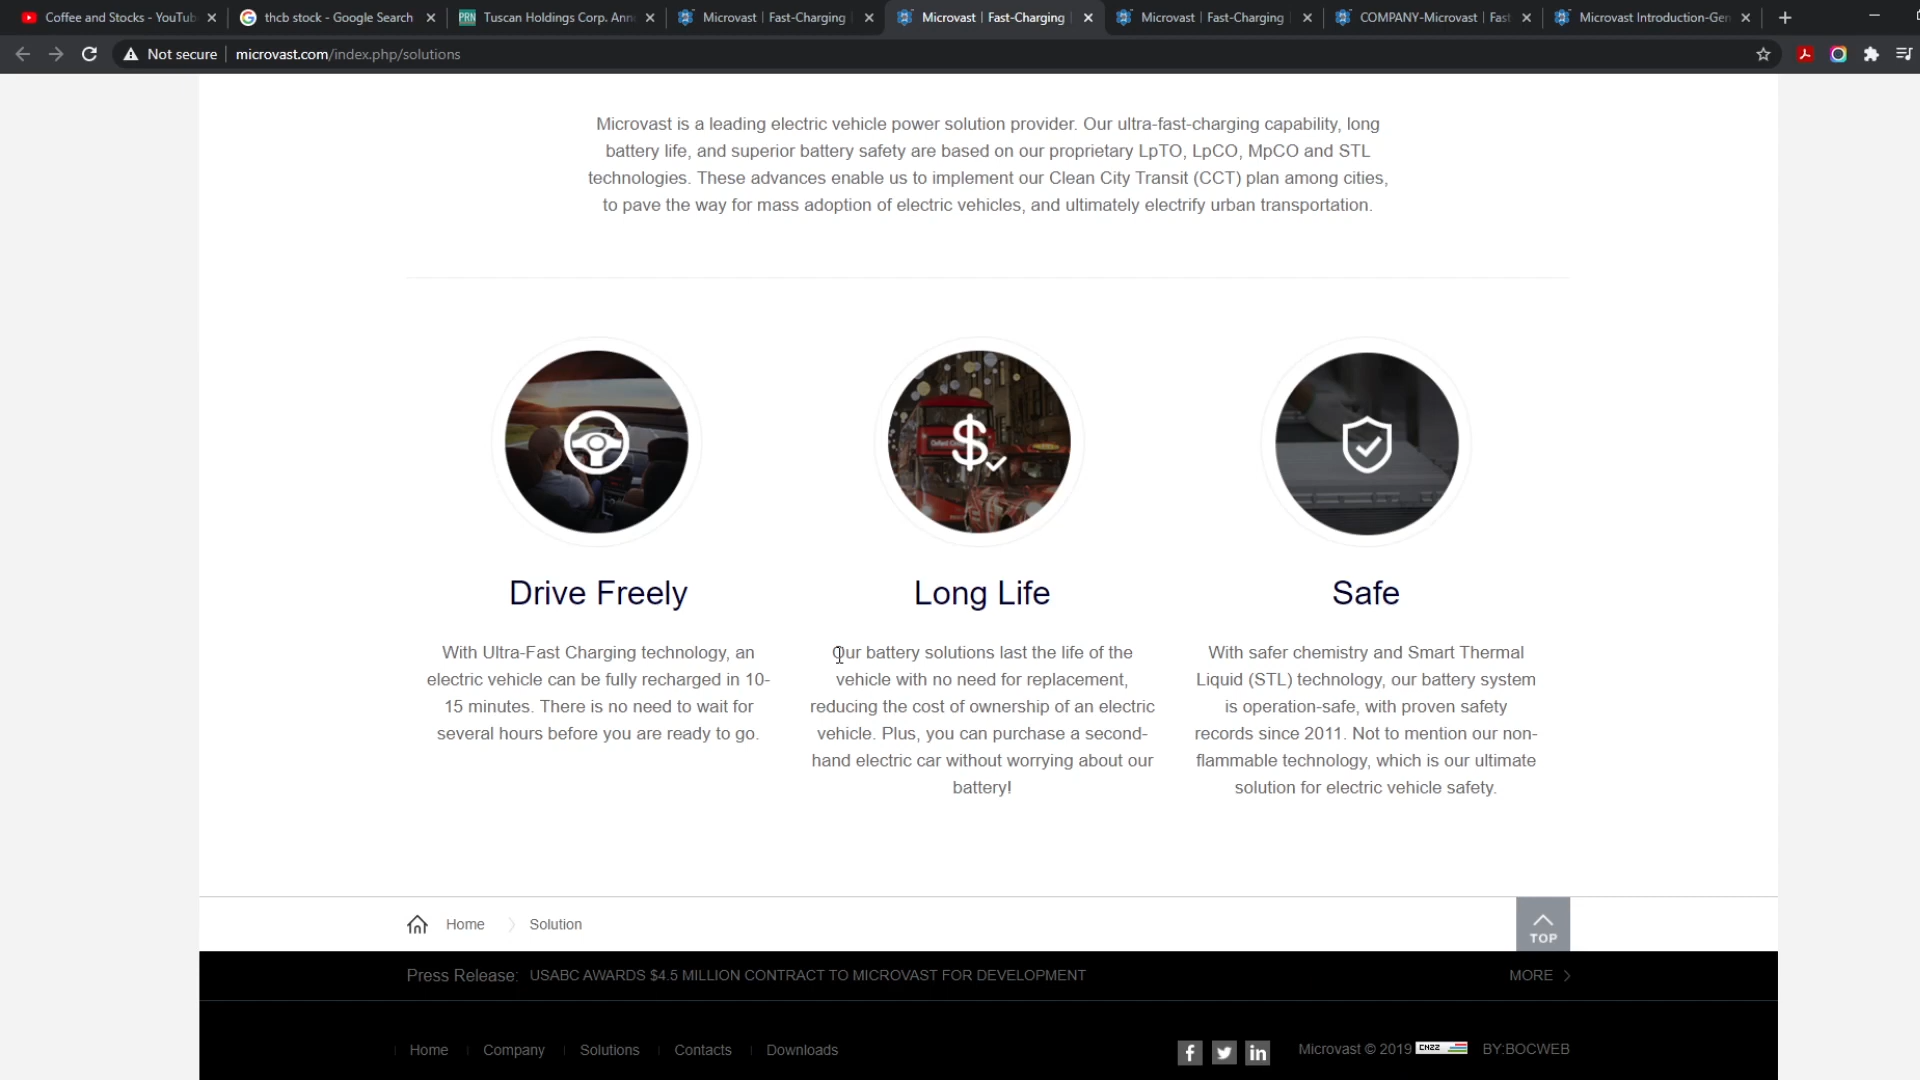 Coffee and Stocks - YouTub
thcb stock - Google Search
PRN Tuscan Holdings Corp. Ann
Microvast | Fast-Charging
Microvast | Fast-Charging
Microvast | Fast-Charging
COMPANY-Microvast | Fast
Microvast Introduction-Gen
Not secure microvast.com/index.php/solutions
Microvast is a leading electric vehicle power solution provider. Our ultra-fast-charging capability, long
battery life, and superior battery safety are based on our proprietary LpTO, LpCO, MpCO and STL
technologies. These advances enable us to implement our Clean City Transit (CCT) plan among cities,
to pave the way for mass adoption of electric vehicles, and ultimately electrify urban transportation.
Drive Freely
With Ultra-Fast Charging technology, an
electric vehicle can be fully recharged in 10-
15 minutes. There is no need to wait for
several hours before you are ready to go.
Long Life
Our battery solutions last the life of the
vehicle with no need for replacement,
reducing the cost of ownership of an electric
vehicle. Plus, you can purchase a second-
hand electric car without worrying about our
battery!
Safe
With safer chemistry and Smart Thermal
Liquid (STL) technology, our battery system
is operation-safe, with proven safety
records since 2011. Not to mention our non-
flammable technology, which is our ultimate
solution for electric vehicle safety.
Home Solution
TOP
Press Release: USABC AWARDS $4.5 MILLION CONTRACT TO MICROVAST FOR DEVELOPMENT MORE
Home Company Solutions Contacts Downloads
Microvast © 2019 CNZZ BY:BOCWEB